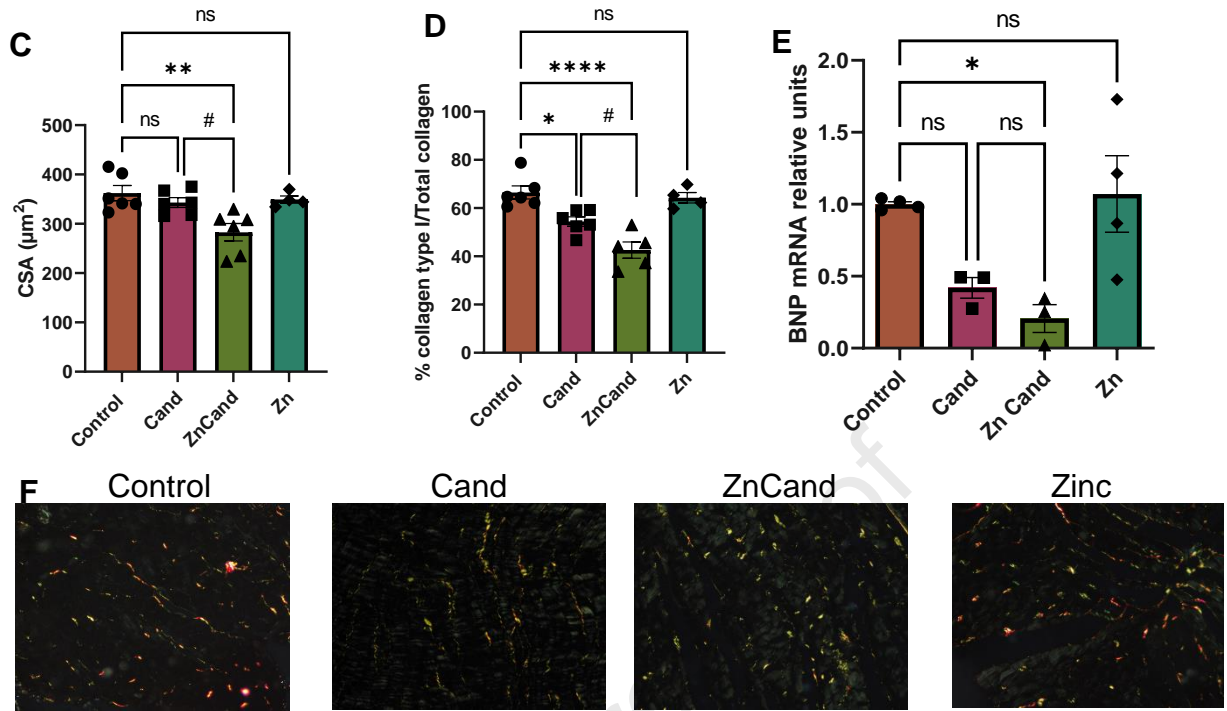 C
ns
**
ns
#
CSA (µm²)
500
400
300
200
100
0
Control
Cand
ZnCand
Zn
D
ns
****
*
#
% collagen type I/Total collagen
100
80
60
40
20
0
Control
Cand
ZnCand
Zn
E
ns
*
ns
ns
BNP mRNA relative units
2.0
1.5
1.0
0.5
0.0
Control
Cand
Zn Cand
Zn
F
Control
Cand
ZnCand
Zinc